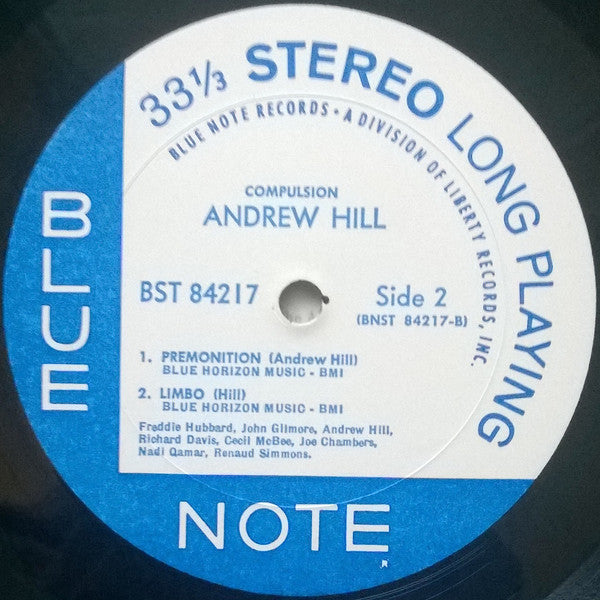 33 1/3 STEREO LONG PLAYING
BLUE NOTE RECORDS • A DIVISION OF LIBERTY RECORDS, INC.
COMPULSION
ANDREW HILL
BST 84217
Side 2
(BNST 84217-B)
1. PREMONITION (Andrew Hill)
BLUE HORIZON MUSIC - BMI
2. LIMBO (Hill)
BLUE HORIZON MUSIC - BMI
Freddie Hubbard, John Gilmore, Andrew Hill,
Richard Davis, Cecil McBee, Joe Chambers,
Nadi Qamar, Renaud Simmons.
BLUE
NOTE
R